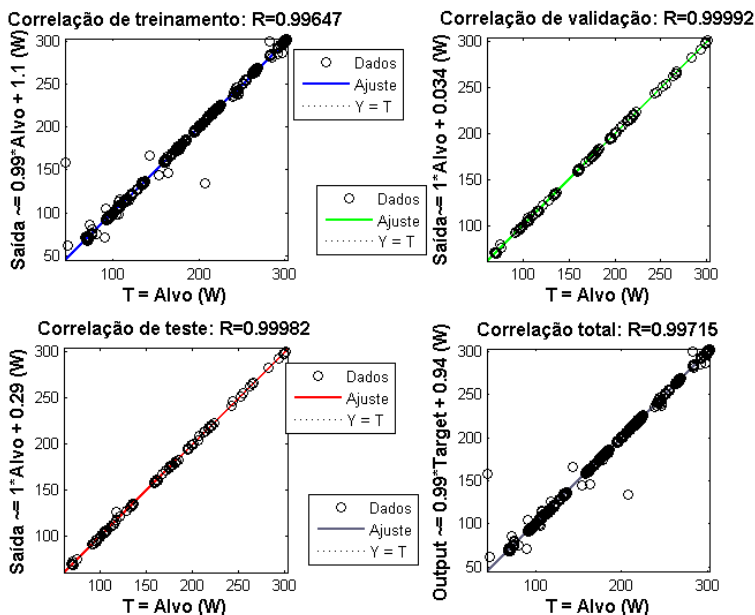 Correlação de treinamento: R=0.99647
Saída ~= 0.99*Alvo + 1.1 (W)
300
250
200
150
100
50
100
200
300
T = Alvo (W)
Dados
Ajuste
Y = T
Correlação de validação: R=0.99992
Saída~= 1*Alvo + 0.034 (W)
300
250
200
150
100
100
150
200
250
300
T = Alvo (W)
Dados
Ajuste
Y = T
Correlação de teste: R=0.99982
Saída ~= 1*Alvo + 0.29 (W)
300
250
200
150
100
100
150
200
250
300
T = Alvo (W)
Dados
Ajuste
Y = T
Correlação total: R=0.99715
Output ~= 0.99*Target + 0.94 (W)
300
250
200
150
100
50
100
200
300
T = Alvo (W)
Dados
Ajuste
Y = T